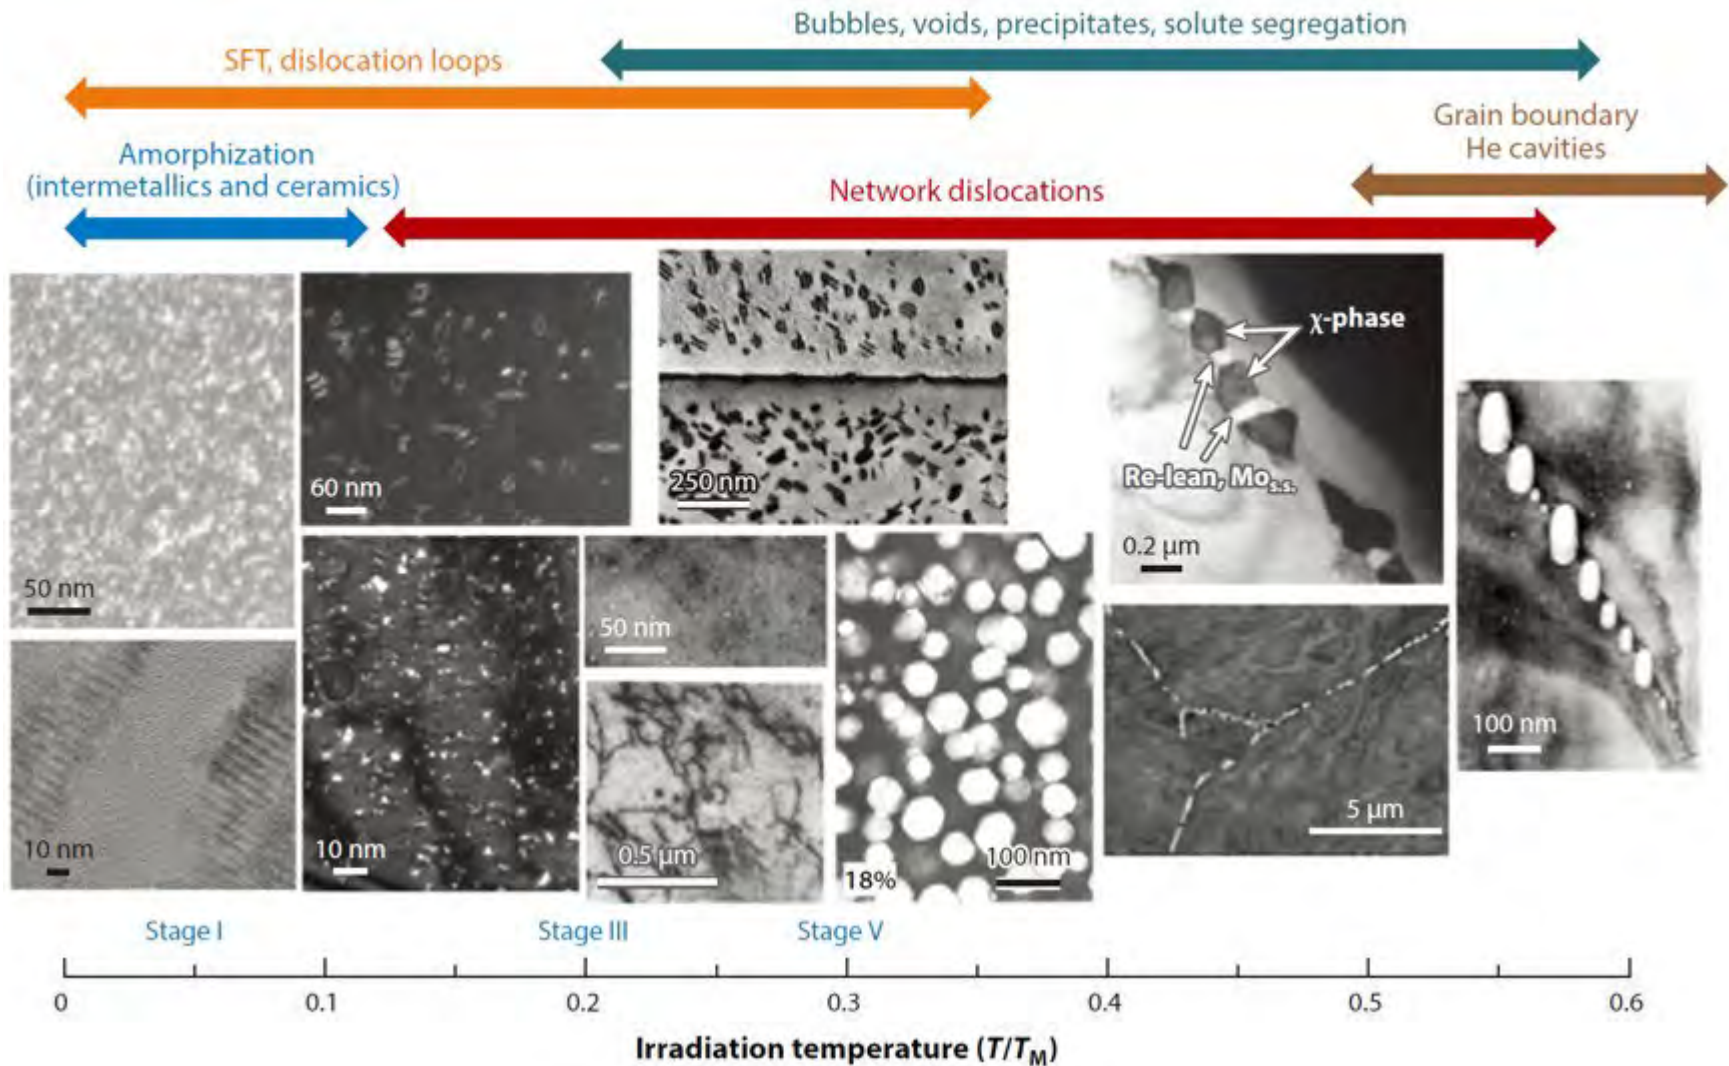 Bubbles, voids, precipitates, solute segregation
SFT, dislocation loops
Grain boundary
He cavities
Amorphization
(intermetallics and ceramics)
Network dislocations
χ-phase
Re-lean, Mos.s.
60 nm
250 nm
0.2 µm
50 nm
50 nm
100 nm
5 µm
10 nm
10 nm
0.5 µm
100 nm
18%
Stage I
Stage III
Stage V
0
0.1
0.2
0.3
0.4
0.5
0.6
Irradiation temperature (T/TM)